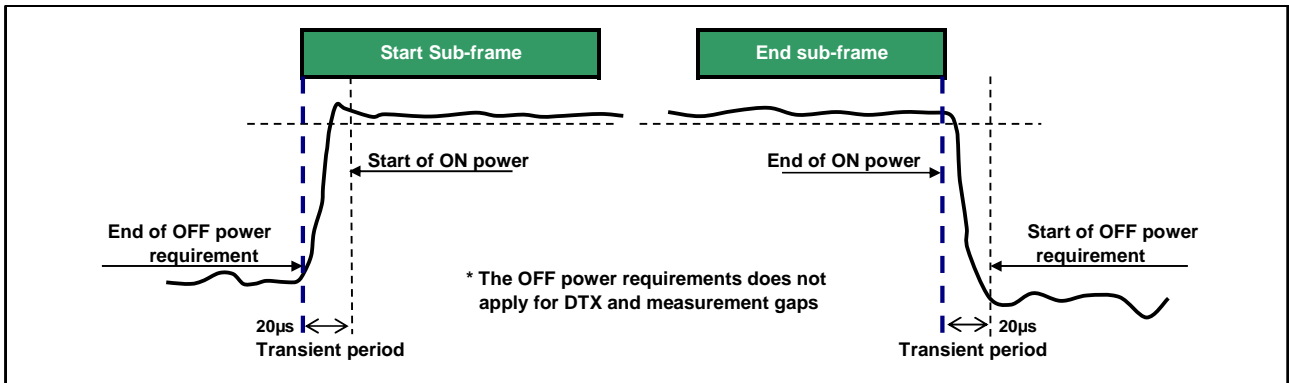 Start Sub-frame
End sub-frame
Start of ON power
End of ON power
End of OFF power
requirement
Start of OFF power
requirement
* The OFF power requirements does not
apply for DTX and measurement gaps
20µs
Transient period
20µs
Transient period